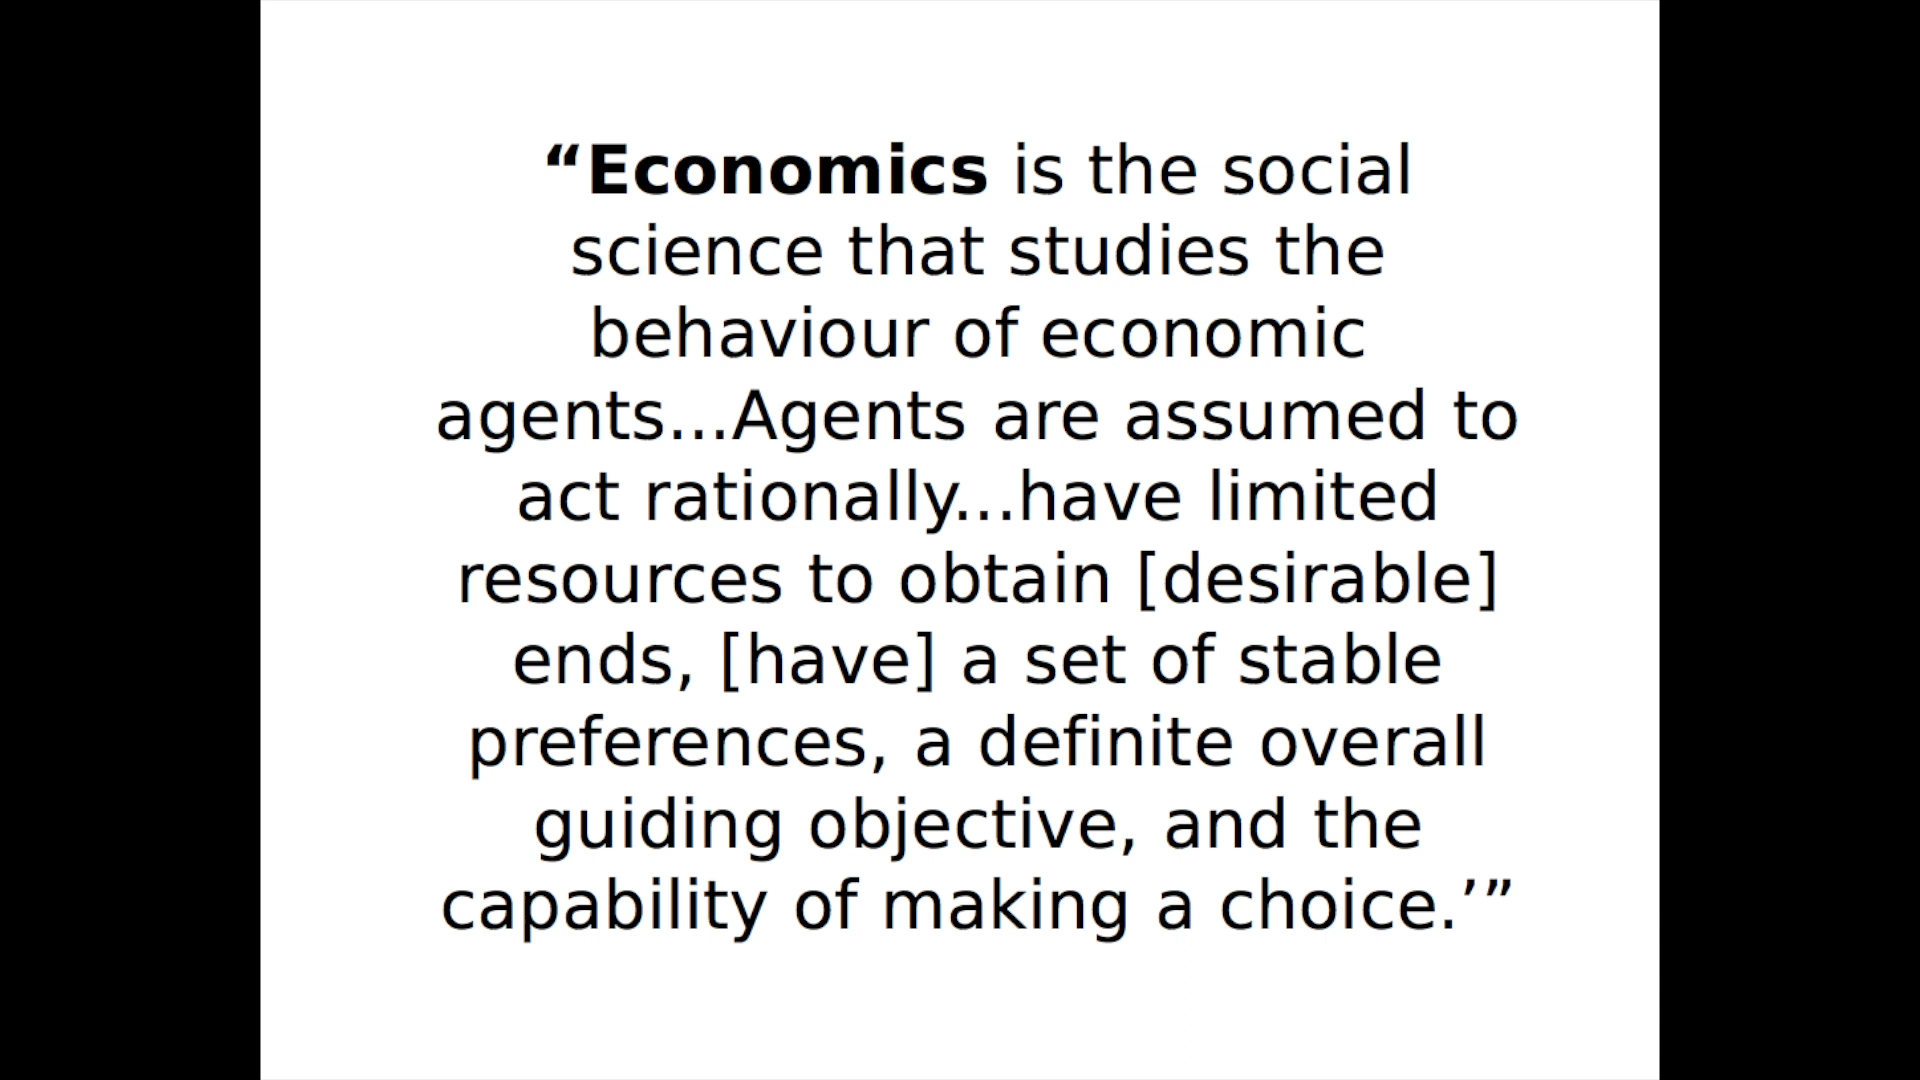 “Economics is the social
science that studies the
behaviour of economic
agents...Agents are assumed to
act rationally...have limited
resources to obtain [desirable]
ends, [have] a set of stable
preferences, a definite overall
guiding objective, and the
capability of making a choice.’”